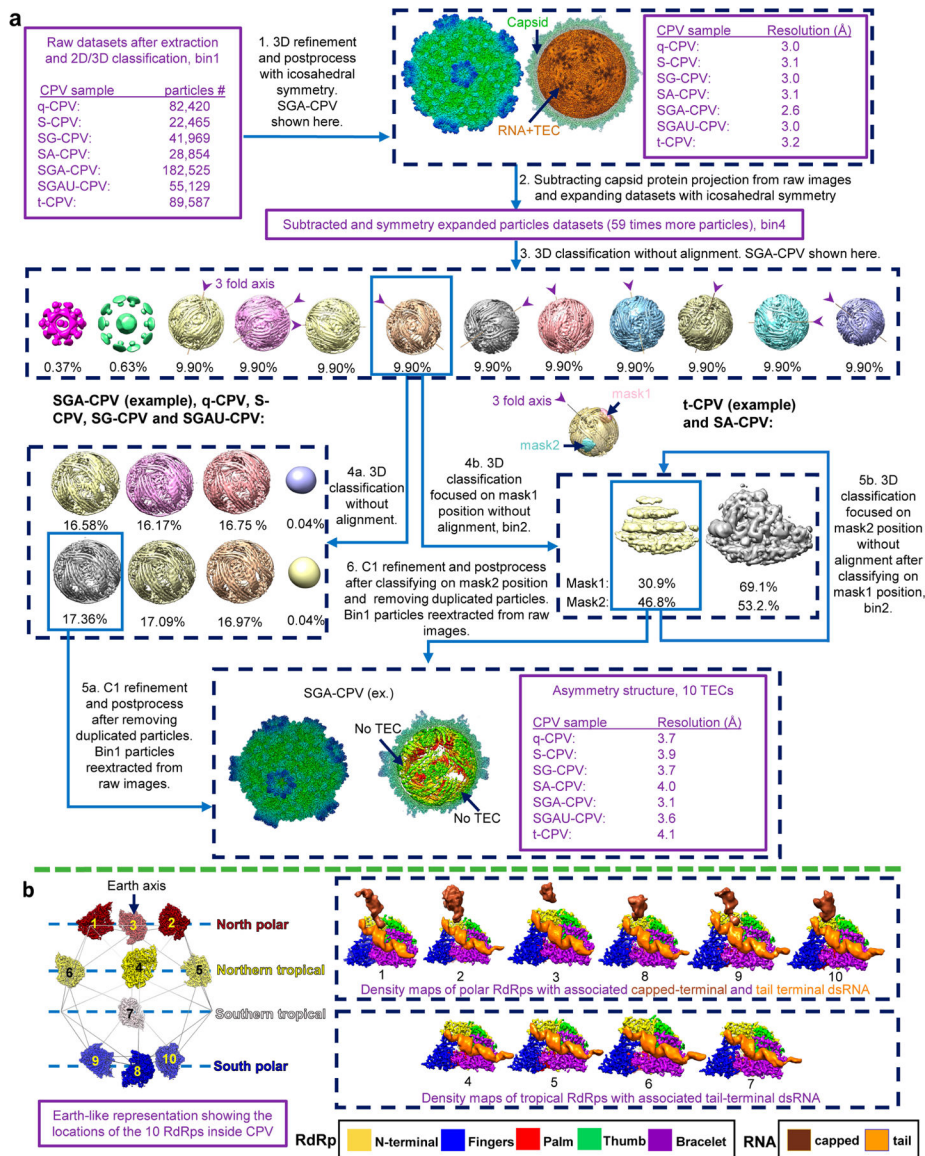 a
Raw datasets after extraction
and 2D/3D classification, bin1
CPV sample particles #
q-CPV: 82,420
S-CPV: 22,465
SG-CPV: 41,969
SA-CPV: 28,854
SGA-CPV: 182,525
SGAU-CPV: 55,129
t-CPV: 89,587
1. 3D refinement
and postprocess
with icosahedral
symmetry.
SGA-CPV
shown here.
Capsid
RNA+TEC
CPV sample Resolution (Å)
q-CPV: 3.0
S-CPV: 3.1
SG-CPV: 3.0
SA-CPV: 3.1
SGA-CPV: 2.6
SGAU-CPV: 3.0
t-CPV: 3.2
2. Subtracting capsid protein projection from raw images
and expanding datasets with icosahedral symmetry
Subtracted and symmetry expanded particles datasets (59 times more particles), bin4
3. 3D classification without alignment. SGA-CPV shown here.
3 fold axis
0.37% 0.63% 9.90% 9.90% 9.90% 9.90% 9.90% 9.90% 9.90% 9.90% 9.90% 9.90%
SGA-CPV (example), q-CPV, S-
CPV, SG-CPV and SGAU-CPV:
3 fold axis
mask1
mask2
t-CPV (example)
and SA-CPV:
16.58% 16.17% 16.75 % 0.04%
17.36% 17.09% 16.97% 0.04%
4a. 3D
classification
without
alignment.
4b. 3D
classification
focused on mask1
position without
alignment, bin2.
6. C1 refinement and postprocess
after classifying on mask2 position
and removing duplicated particles.
Bin1 particles reextracted from raw
images.
Mask1: 30.9% 69.1%
Mask2: 46.8% 53.2.%
5b. 3D
classification
focused on
mask2 position
without
alignment after
classifying on
mask1 position,
bin2.
5a. C1 refinement
and postprocess
after removing
duplicated particles.
Bin1 particles
reextracted from
raw images.
SGA-CPV (ex.)
No TEC
No TEC
Asymmetry structure, 10 TECs
CPV sample Resolution (Å)
q-CPV: 3.7
S-CPV: 3.9
SG-CPV: 3.7
SA-CPV: 4.0
SGA-CPV: 3.1
SGAU-CPV: 3.6
t-CPV: 4.1
b
Earth axis
1 3 2 North polar
6 4 5 Northern tropical
7 Southern tropical
9 8 10 South polar
Earth-like representation showing the
locations of the 10 RdRps inside CPV
1 2 3 8 9 10
Density maps of polar RdRps with associated capped-terminal and tail terminal dsRNA
4 5 6 7
Density maps of tropical RdRps with associated tail-terminal dsRNA
RdRp N-terminal Fingers Palm Thumb Bracelet RNA capped tail